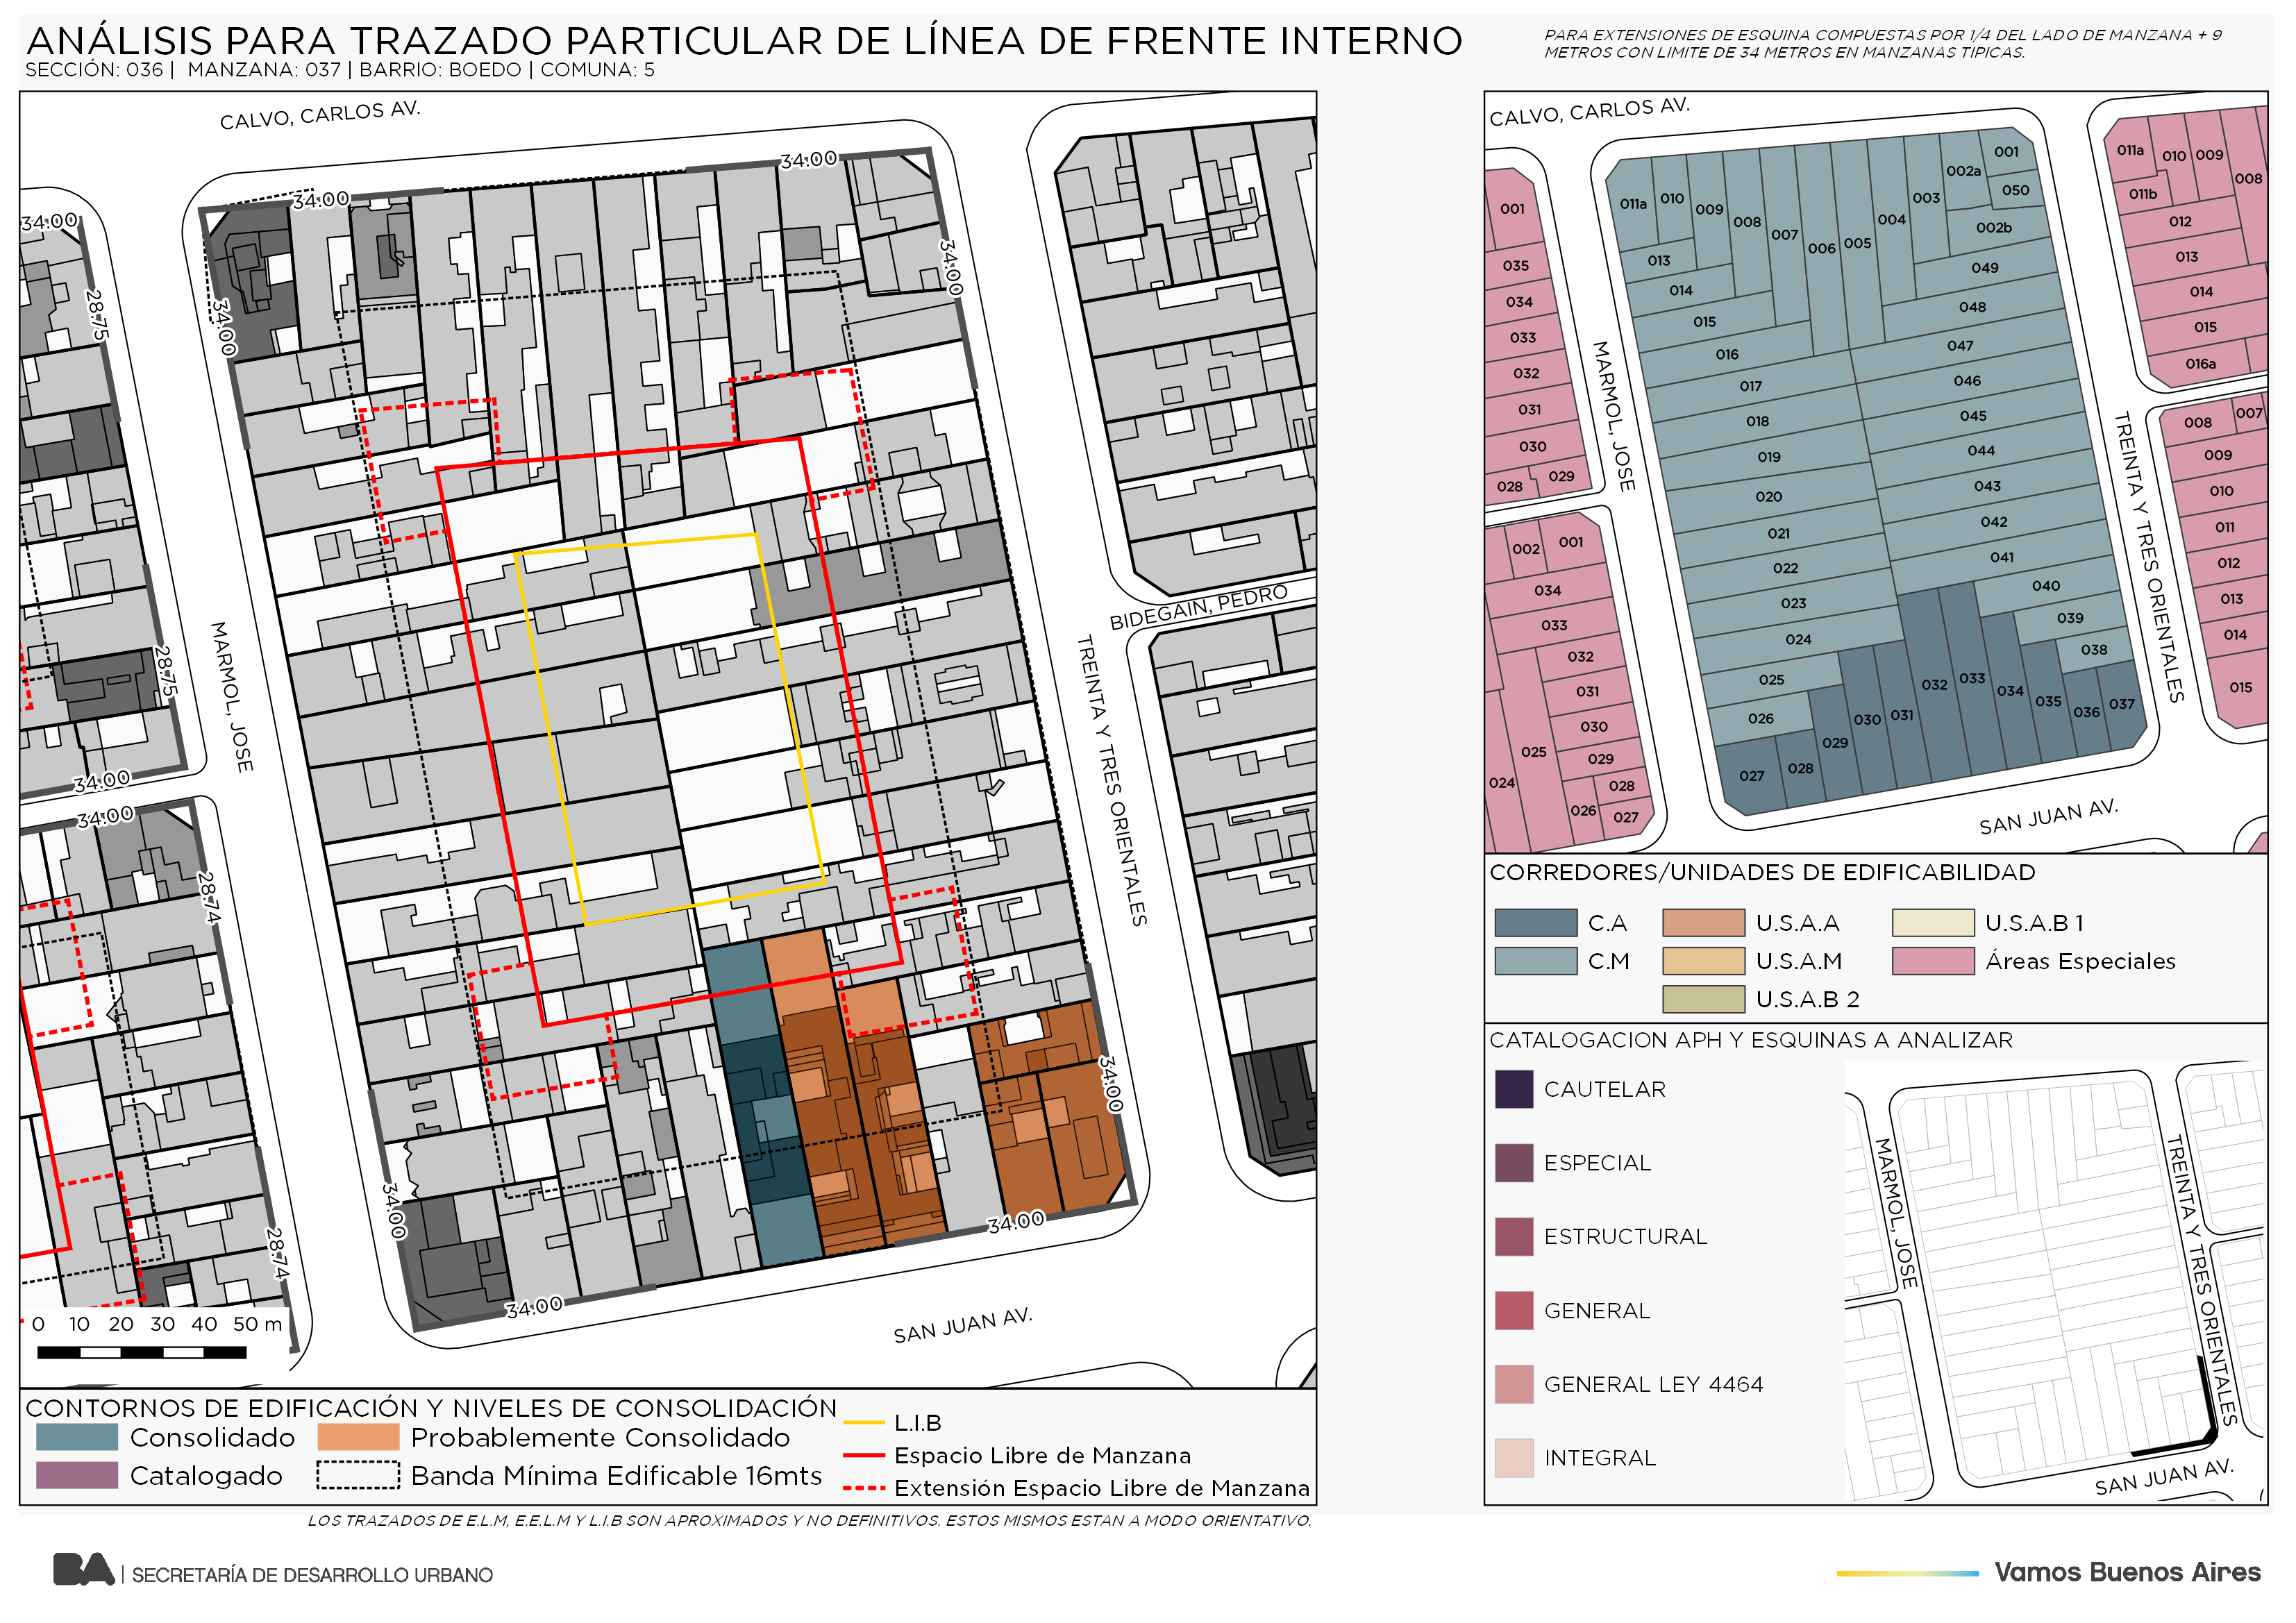 ANÁLISIS PARA TRAZADO PARTICULAR DE LÍNEA DE FRENTE INTERNO
SECCIÓN: 036 | MANZANA: 037 | BARRIO: BOEDO | COMUNA: 5
PARA EXTENSIONES DE ESQUINA COMPUESTAS POR 1/4 DEL LADO DE MANZANA + 9
METROS CON LIMITE DE 34 METROS EN MANZANAS TIPICAS.
CALVO, CARLOS AV.
34.00
34.00
34.00
34.00
34.00
28.75
28.75
34.00
34.00
28.74
28.74
34.00
34.00
34.00
34.00
MARMOL, JOSE
TREINTA Y TRES ORIENTALES
BIDEGAIN, PEDRO
SAN JUAN AV.
0 10 20 30 40 50 m
CONTORNOS DE EDIFICACIÓN Y NIVELES DE CONSOLIDACIÓN
Consolidado
Probablemente Consolidado
Catalogado
Banda Mínima Edificable 16mts
L.I.B
Espacio Libre de Manzana
Extensión Espacio Libre de Manzana
CALVO, CARLOS AV.
MARMOL, JOSE
TREINTA Y TRES ORIENTALES
SAN JUAN AV.
001
035
034
033
032
031
030
029
028
002
001
034
033
032
031
030
029
028
027
026
025
024
011a
010
009
008
007
006
005
004
003
002a
001
050
002b
049
048
047
046
045
044
043
042
041
040
039
038
037
036
035
034
033
032
031
030
029
028
027
026
025
024
023
022
021
020
019
018
017
016
015
014
013
011a
010
009
008
011b
012
013
014
015
016a
008
007
009
010
011
012
013
014
015
CORREDORES/UNIDADES DE EDIFICABILIDAD
C.A
U.S.A.A
U.S.A.B 1
C.M
U.S.A.M
Áreas Especiales
U.S.A.B 2
CATALOGACION APH Y ESQUINAS A ANALIZAR
CAUTELAR
ESPECIAL
ESTRUCTURAL
GENERAL
GENERAL LEY 4464
INTEGRAL
MARMOL, JOSE
TREINTA Y TRES ORIENTALES
SAN JUAN AV.
LOS TRAZADOS DE E.L.M, E.E.L.M Y L.I.B SON APROXIMADOS Y NO DEFINITIVOS. ESTOS MISMOS ESTAN A MODO ORIENTATIVO.
BA | SECRETARÍA DE DESARROLLO URBANO
Vamos Buenos Aires